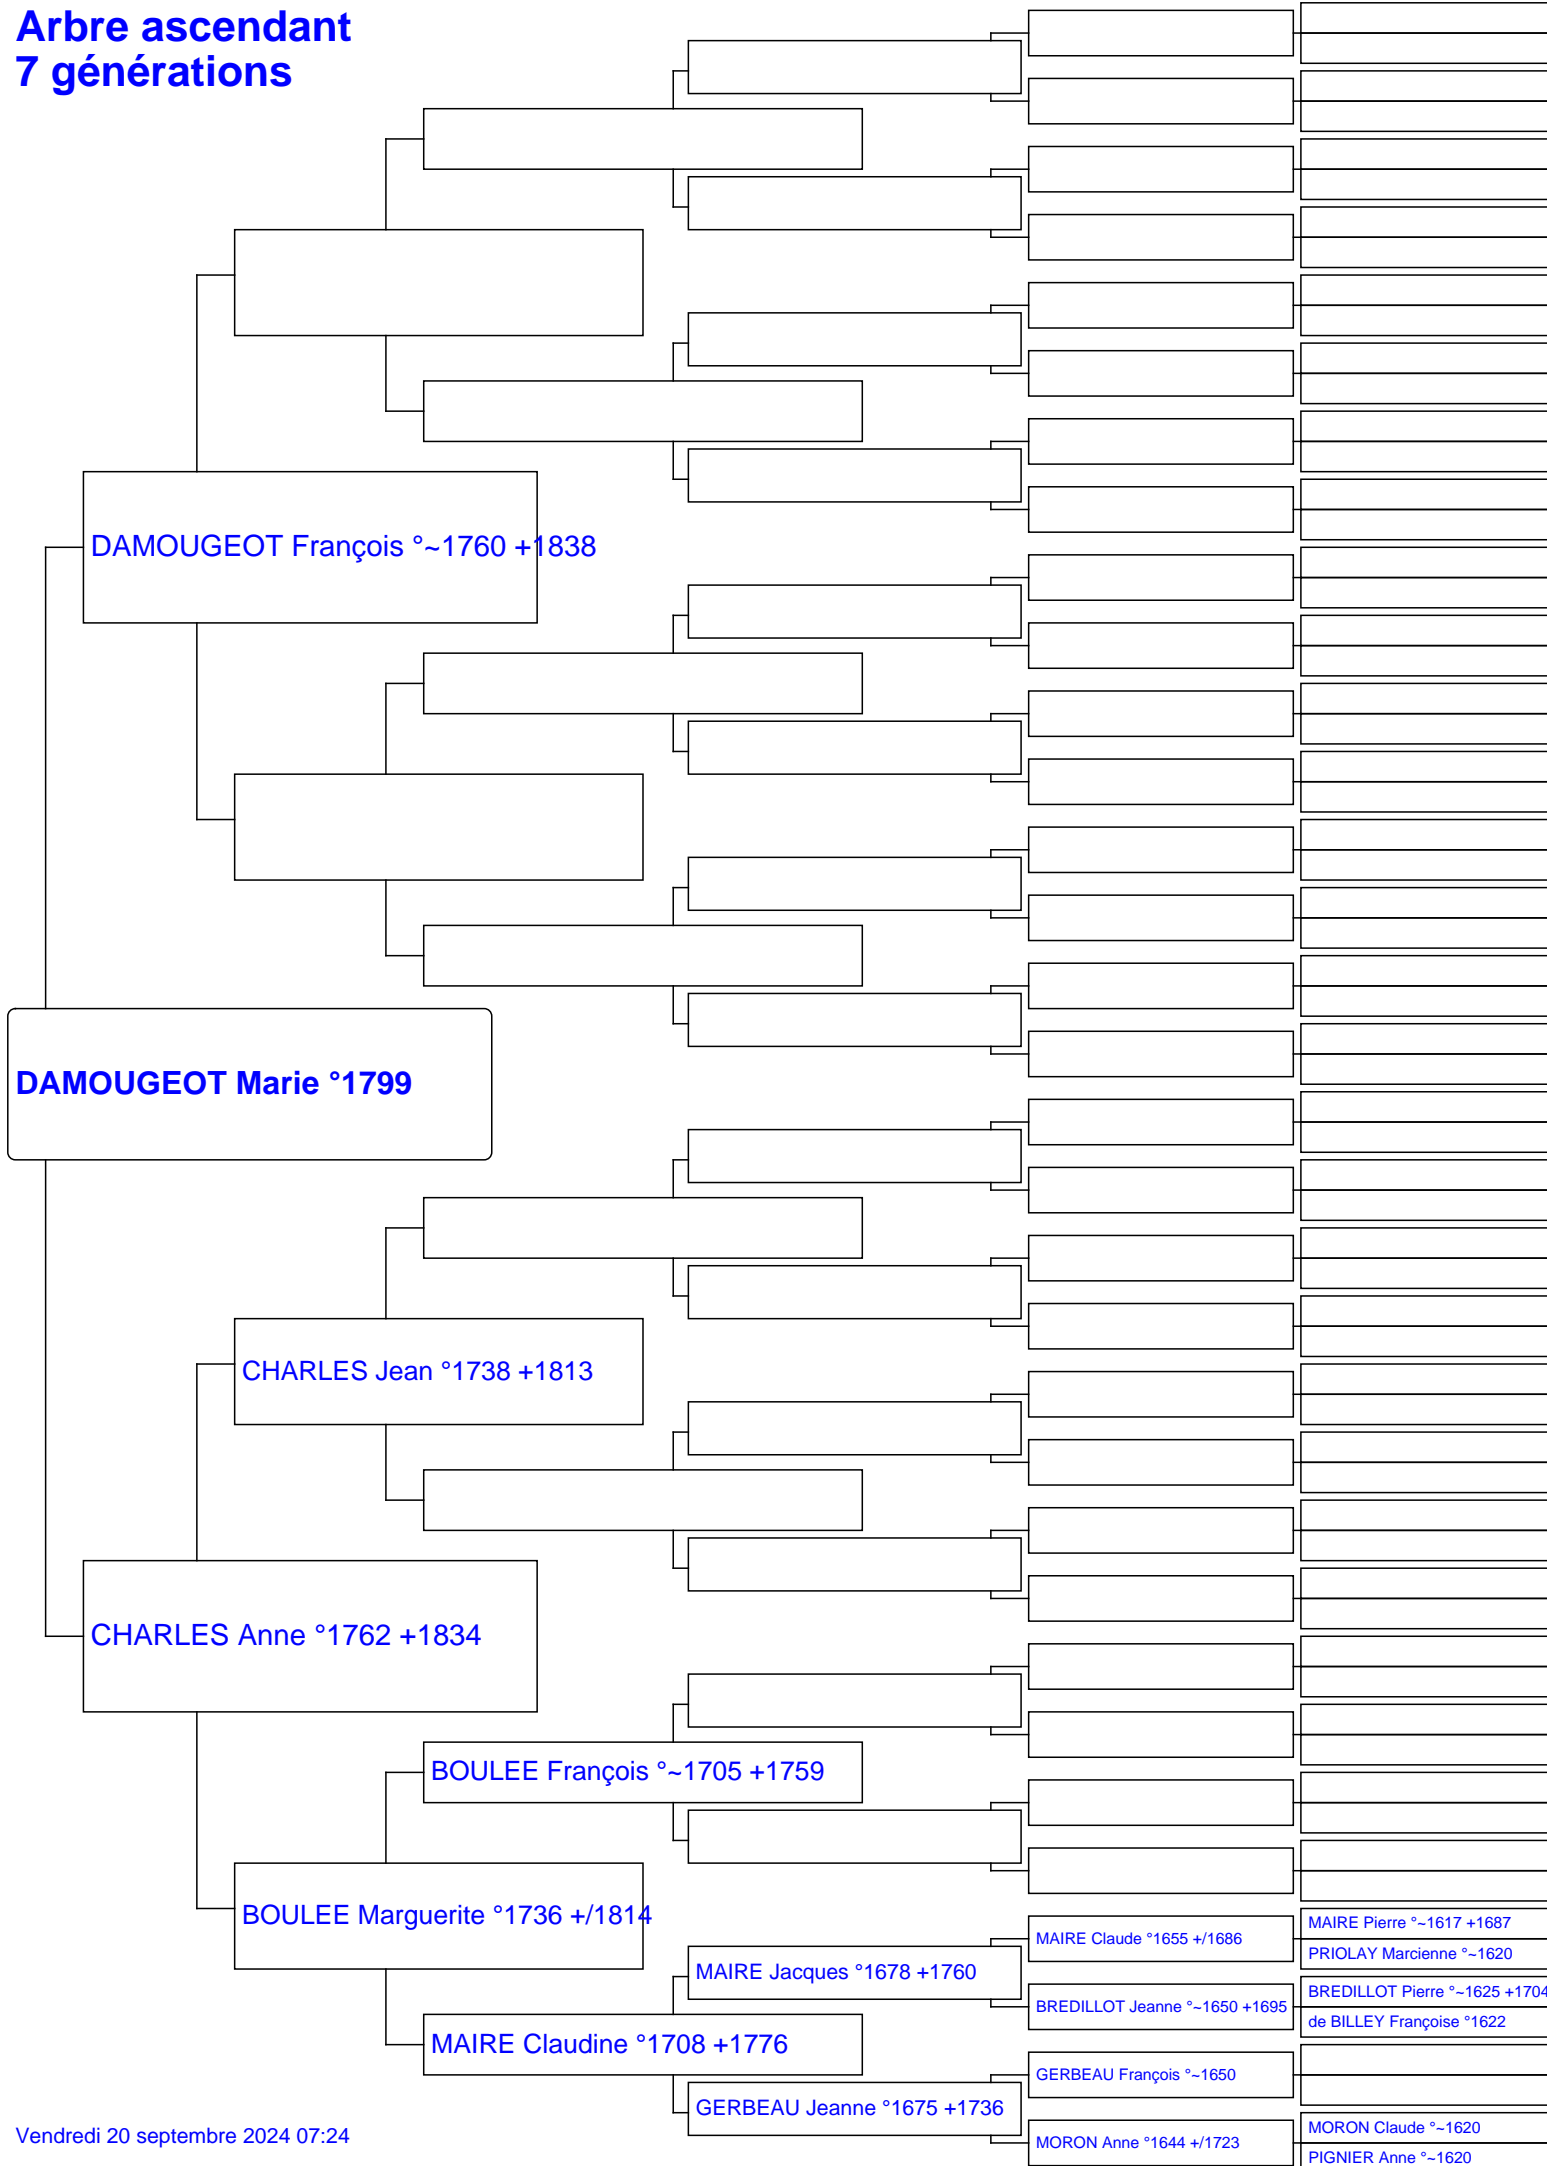 Arbre ascendant
7 générations
DAMOUGEOT François °~1760 +1838
DAMOUGEOT Marie °1799
CHARLES Jean °1738 +1813
CHARLES Anne °1762 +1834
BOULEE François °~1705 +1759
BOULEE Marguerite °1736 +/1814
MAIRE Pierre °~1617 +1687
MAIRE Claude °1655 +/1686
PRIOLAY Marcienne °~1620
MAIRE Jacques °1678 +1760
BREDILLOT Pierre °~1625 +1704
BREDILLOT Jeanne °~1650 +1695
de BILLEY Françoise °1622
MAIRE Claudine °1708 +1776
GERBEAU François °~1650
GERBEAU Jeanne °1675 +1736
MORON Claude °~1620
MORON Anne °1644 +/1723
PIGNIER Anne °~1620
Vendredi 20 septembre 2024 07:24